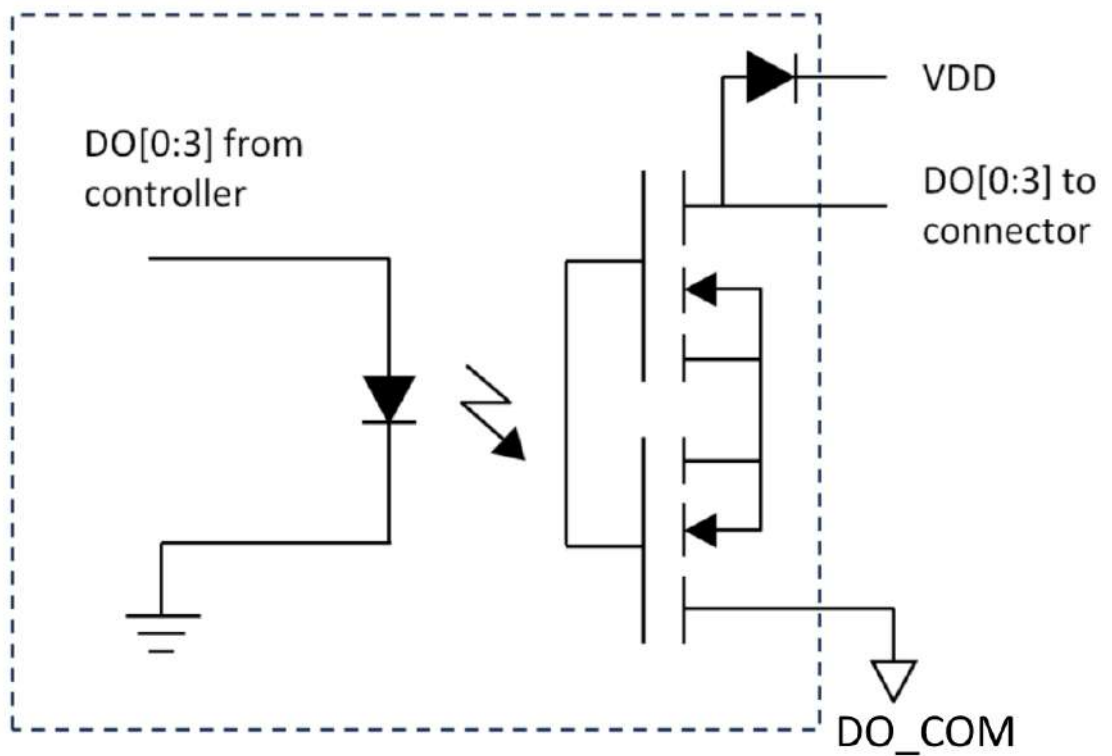 VDD
DO[0:3] from
controller
DO[0:3] to
connector
DO_COM